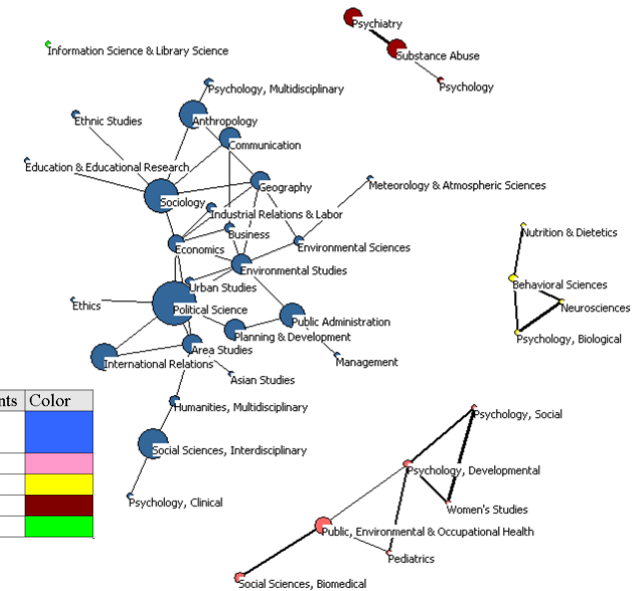 Psychiatry
Substance Abuse
Psychology
Information Science & Library Science
Psychology, Multidisciplinary
Ethnic Studies
Anthropology
Communication
Education & Educational Research
Geography
Meteorology & Atmospheric Sciences
Sociology
Industrial Relations & Labor
Business
Economics
Environmental Sciences
Environmental Studies
Urban Studies
Ethics
Political Science
Public Administration
Planning & Development
Area Studies
International Relations
Management
Asian Studies
Humanities, Multidisciplinary
Social Sciences, Interdisciplinary
Psychology, Clinical
Nutrition & Dietetics
Behavioral Sciences
Neurosciences
Psychology, Biological
nts Color
Psychology, Social
Psychology, Developmental
Women's Studies
Public, Environmental & Occupational Health
Pediatrics
Social Sciences, Biomedical